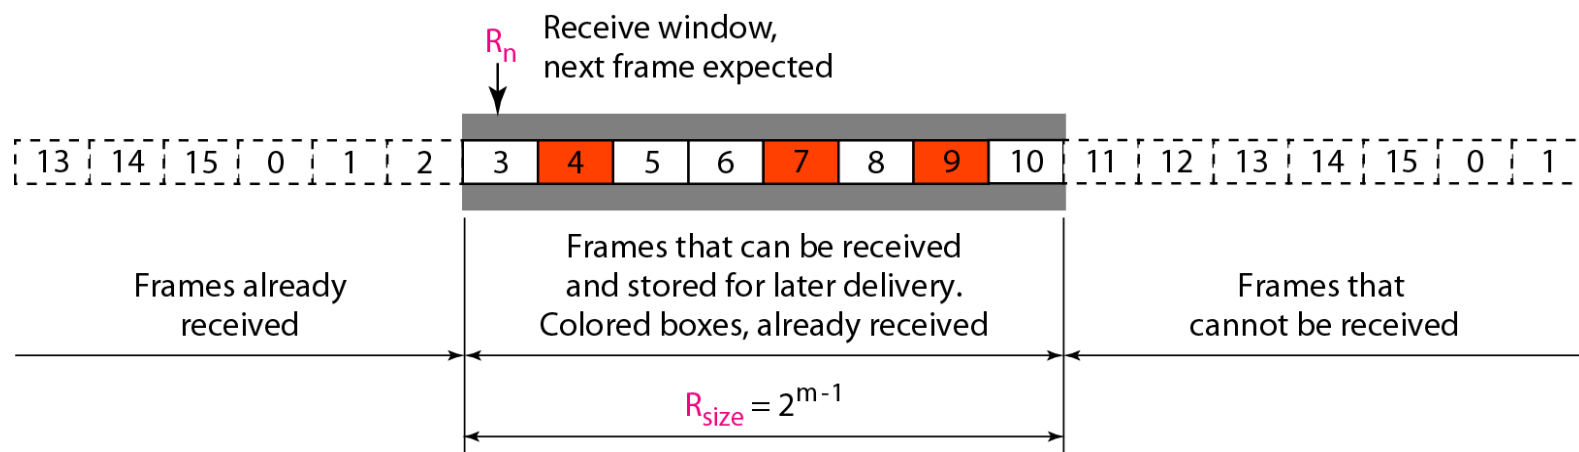 Rn
Receive window,
next frame expected
13 14 15 0 1 2 3 4 5 6 7 8 9 10 11 12 13 14 15 0 1
Frames already
received
Frames that can be received
and stored for later delivery.
Colored boxes, already received
Frames that
cannot be received
Rsize = 2^m-1